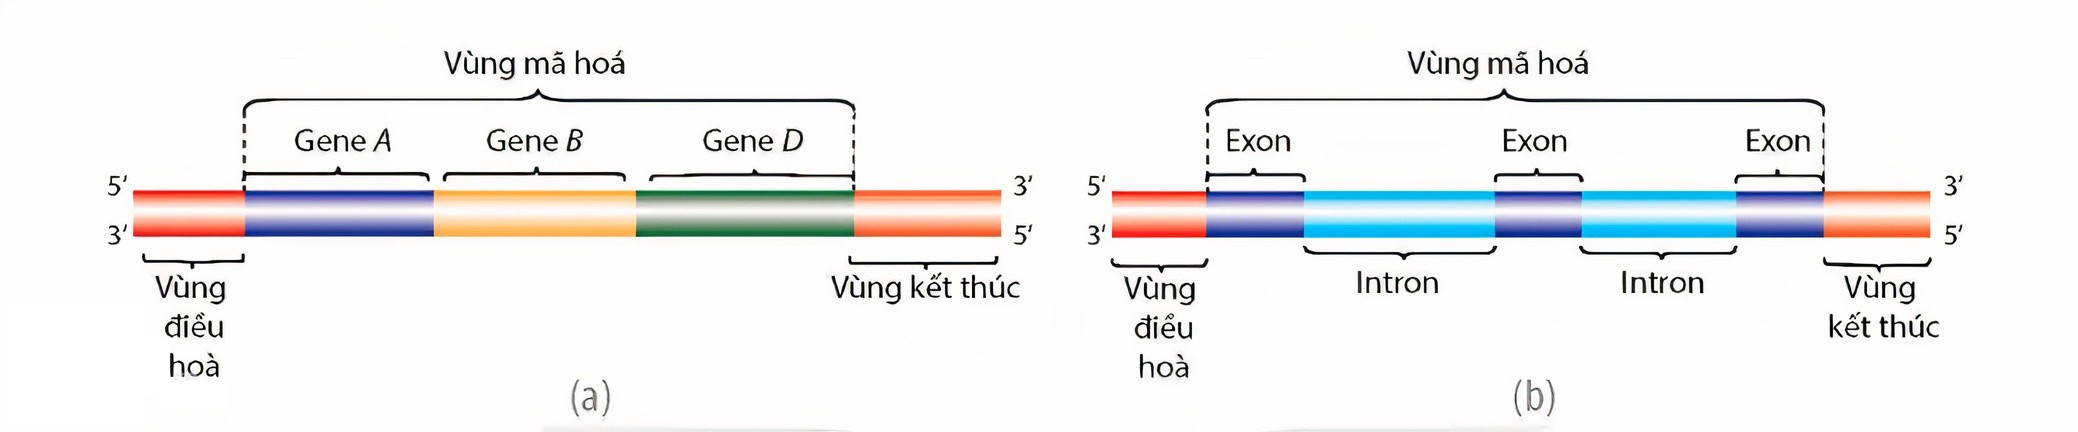 Vùng mã hoá
Gene A
Gene B
Gene D
5'
3'
3'
5'
Vùng
điều
hoà
Vùng kết thúc
(a)
Vùng mã hoá
Exon
Exon
Exon
5'
3'
3'
5'
Intron
Intron
Vùng
điều
hoà
Vùng
kết thúc
(b)